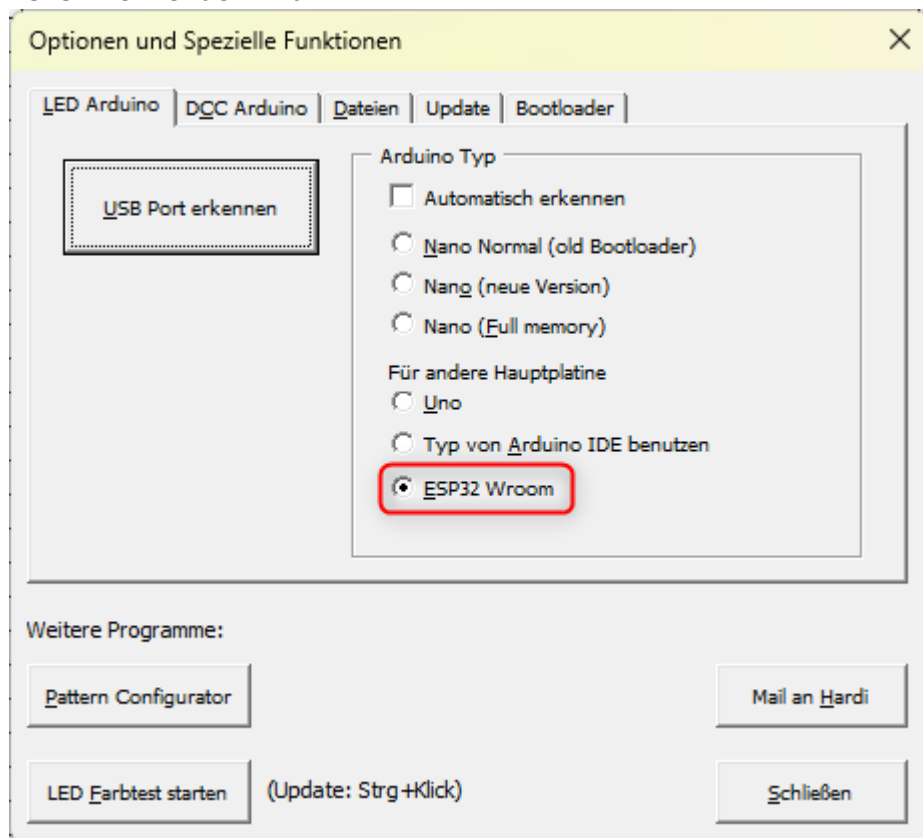 Optionen und Spezielle Funktionen
LED Arduino DCC Arduino Dateien Update Bootloader
USB Port erkennen
Arduino Typ
Automatisch erkennen
Nano Normal (old Bootloader)
Nano (neue Version)
Nano (Full memory)
Für andere Hauptplatine
Uno
Typ von Arduino IDE benutzen
ESP32 Wroom
Weitere Programme:
Pattern Configurator
Mail an Hardi
LED Farbtest starten
(Update: Strg+Klick)
Schließen